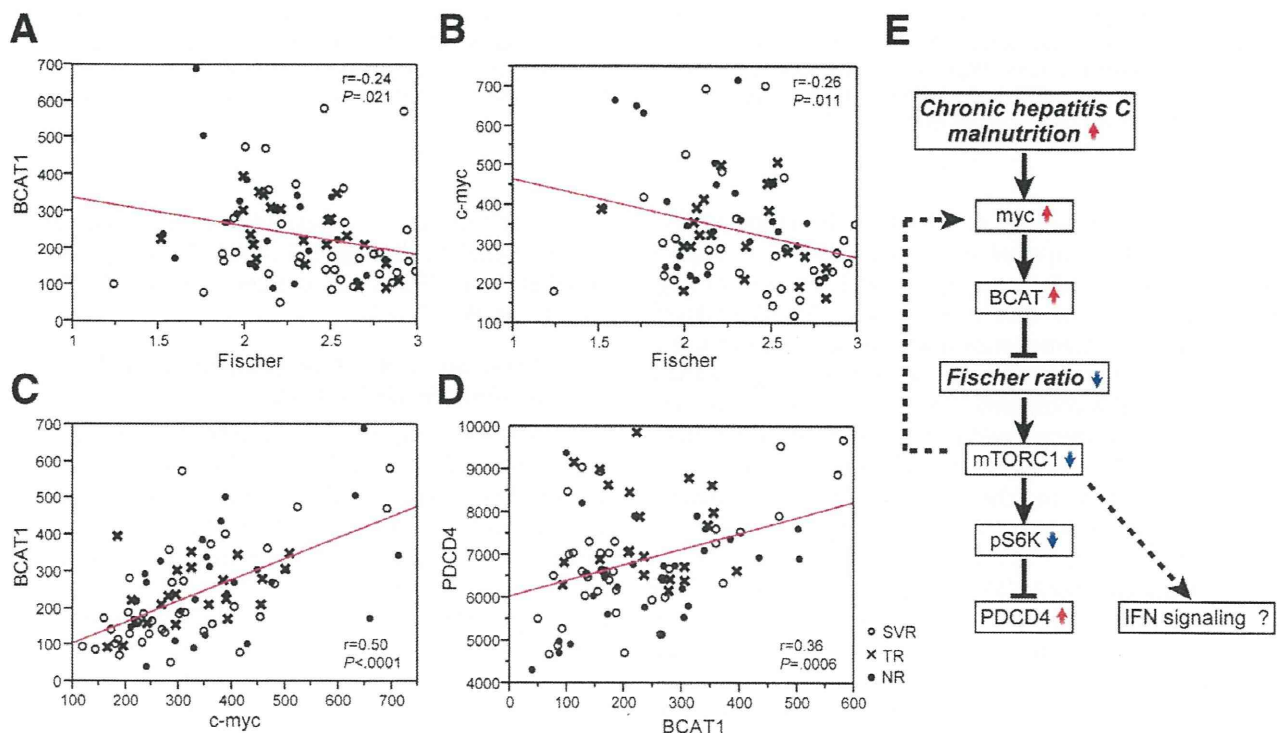 A
BCAT1
700
600
500
400
300
200
100
0
r=-0.24
P=.021
1
1.5
2
2.5
3
Fischer
B
c-myc
700
600
500
400
300
200
100
r=-0.26
P=.011
1
1.5
2
2.5
3
Fischer
C
BCAT1
700
600
500
400
300
200
100
0
r=0.50
P<.0001
100
200
300
400
500
600
700
c-myc
D
PDCD4
10000
9000
8000
7000
6000
5000
4000
r=0.36
P=.0006
0
100
200
300
400
500
600
BCAT1
SVR
TR
NR
E
Chronic hepatitis C
malnutrition
myc
BCAT
Fischer ratio
mTORC1
pS6K
PDCD4
IFN signaling ?